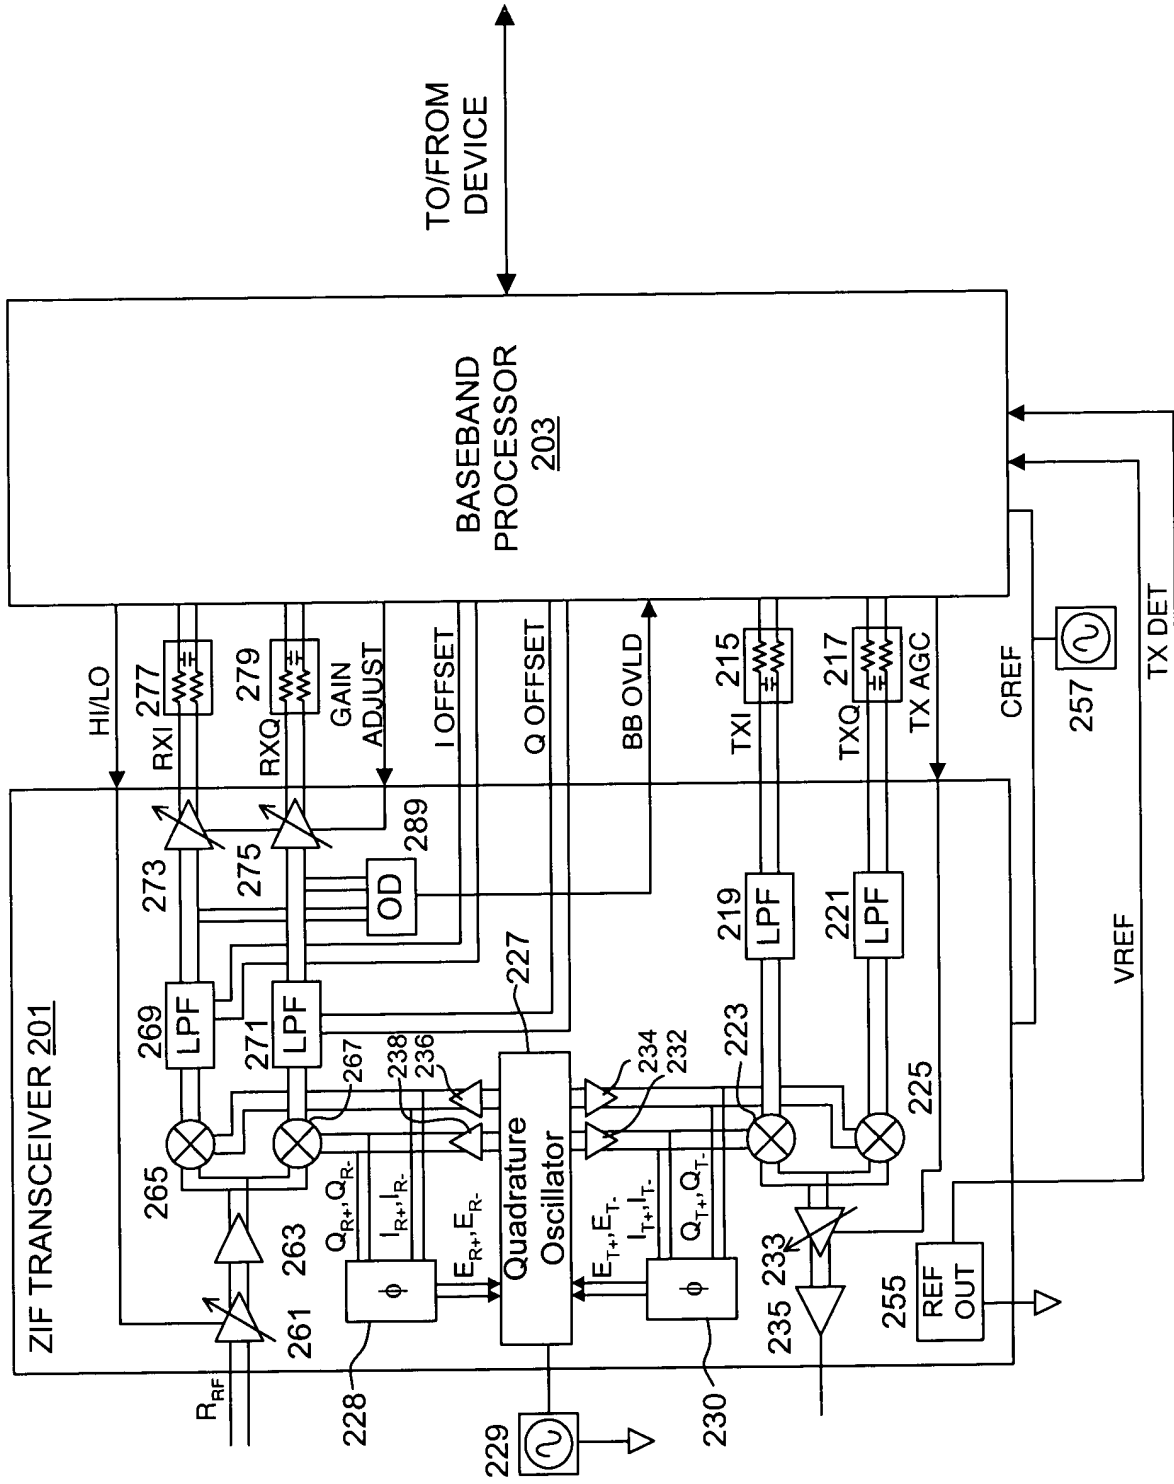 ZIF TRANSCEIVER 201
R_RF
261
263
265
267
269
LPF
271
LPF
273
275
OD
289
HI/LO
RXI
277
RXQ
279
GAIN
ADJUST
I OFFSET
Q OFFSET
BB OVLD
TXI
215
TXQ
217
TX AGC
CREF
257
TX DET
VREF
BASEBAND
PROCESSOR
203
TO/FROM
DEVICE
228
ϕ
Q_R+,Q_R-
I_R+,I_R-
E_R+,E_R-
238
236
227
Quadrature
Oscillator
229
234
232
E_T+,E_T-
I_T+,I_T-
Q_T+,Q_T-
ϕ
230
223
219
LPF
221
LPF
225
233
235
255
REF
OUT